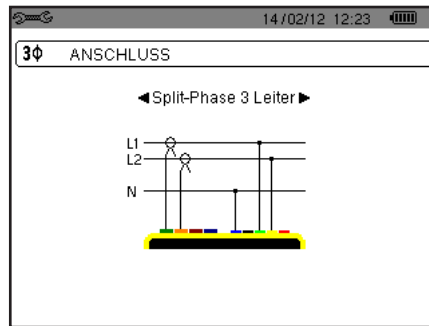 14/02/12 12:23
3Φ ANSCHLUSS
◄Split-Phase 3 Leiter►
L1
L2
N